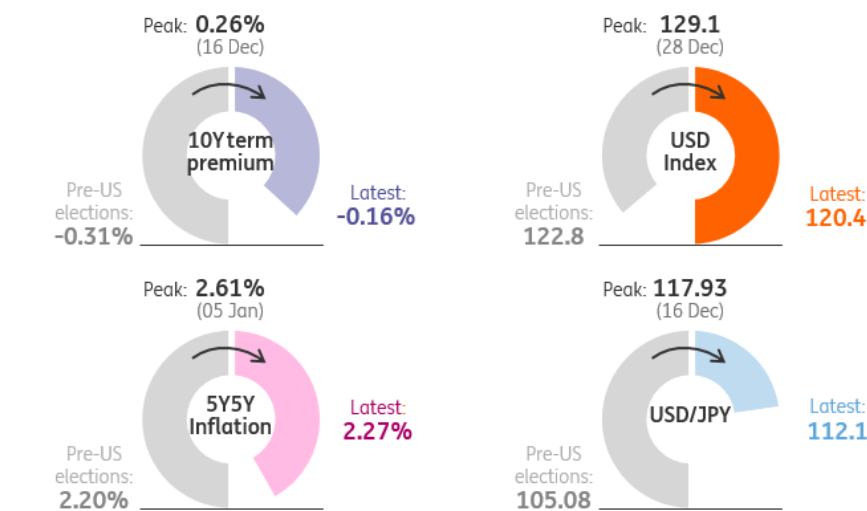 Peak: 0.26%
(16 Dec)
10Y term
premium
Pre-US
elections:
-0.31%
Latest:
-0.16%
Peak: 129.1
(28 Dec)
USD
Index
Pre-US
elections:
122.8
Latest:
120.4
Peak: 2.61%
(05 Jan)
5Y5Y
Inflation
Pre-US
elections:
2.20%
Latest:
2.27%
Peak: 117.93
(16 Dec)
USD/JPY
Pre-US
elections:
105.08
Latest:
112.1